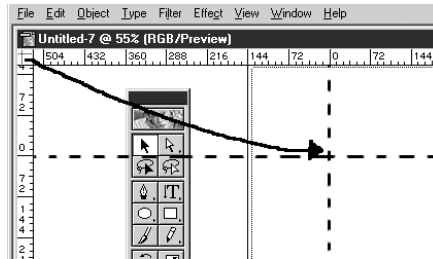 File Edit Object Type Filter Effect View Window Help
Untitled-7 @ 55% (RGB/Preview)
504 432 360 288 216 144 72 0 72 144
7
2
0
7
2
1
4
4
2
T